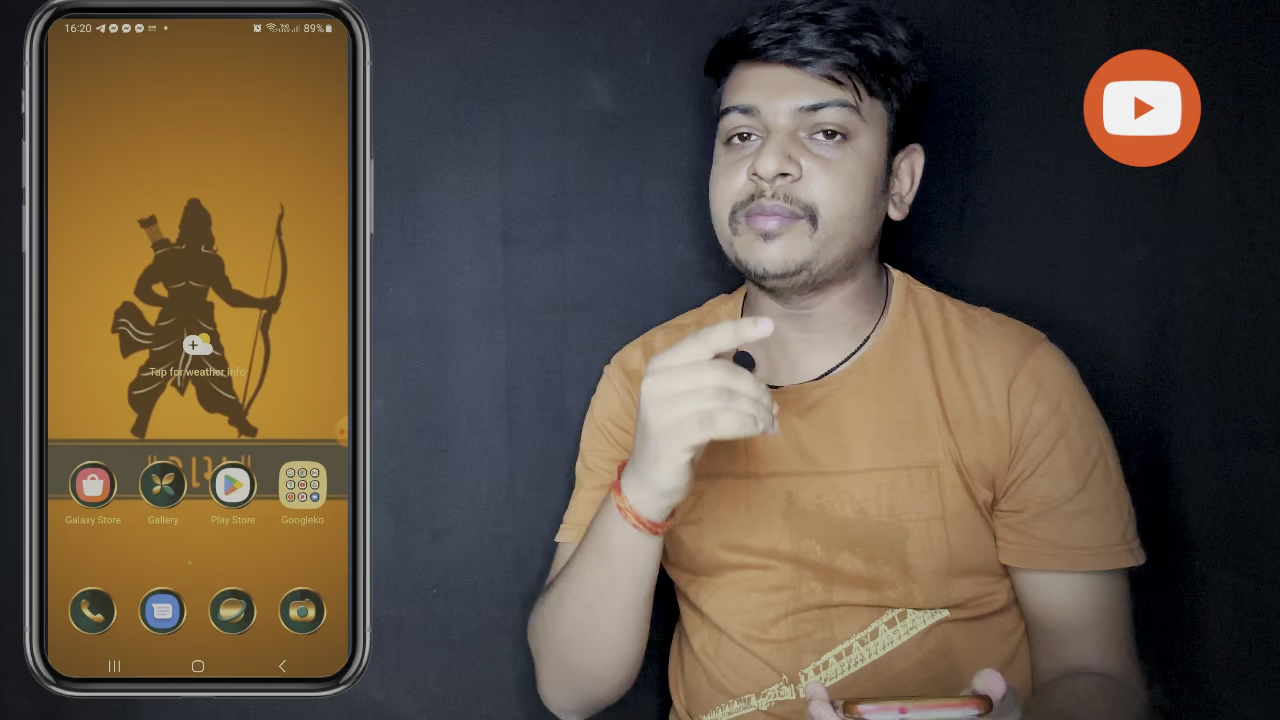 16:20
89%
Tap for weather info
Galaxy Store
Gallery
Play Store
Googleko